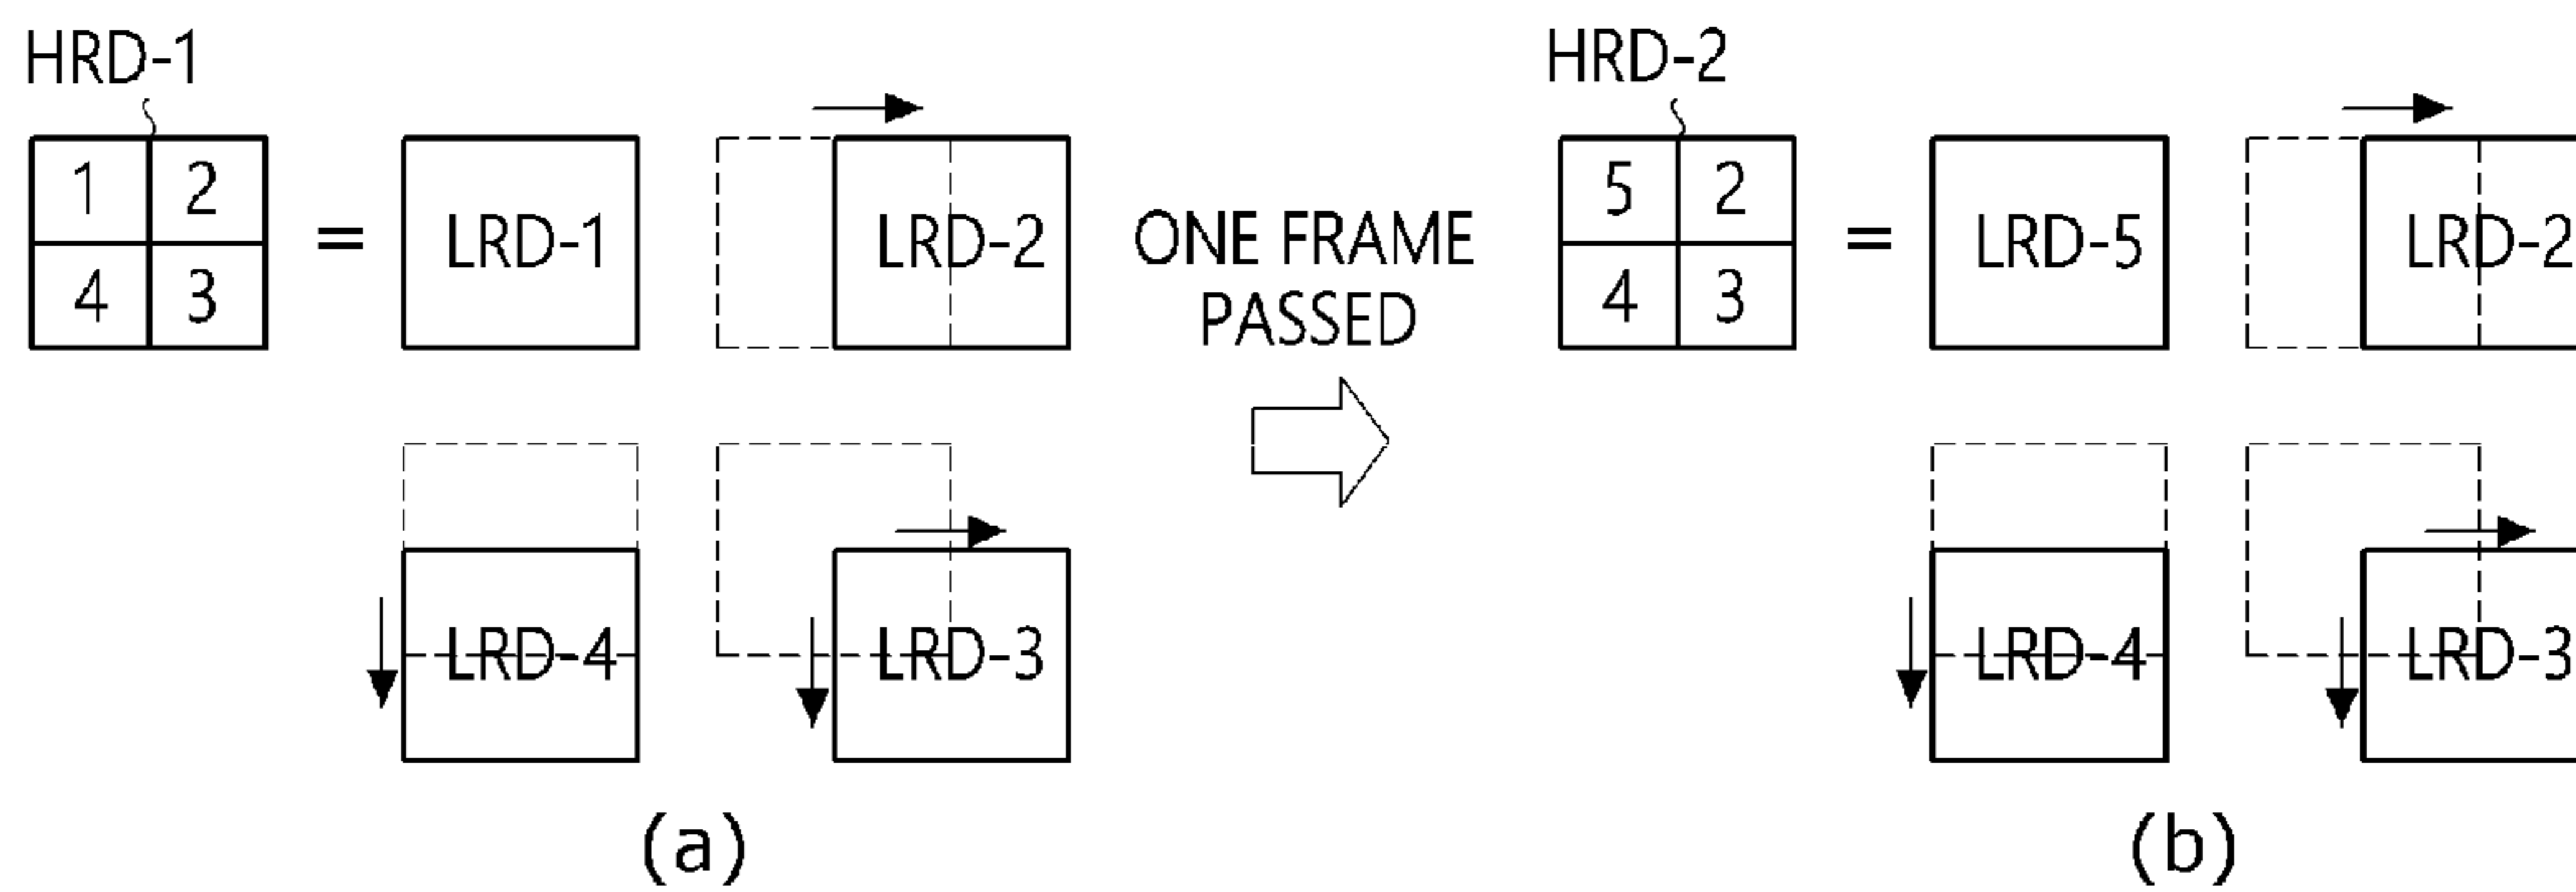 HRD-1
1 2
4 3
=
LRD-1
LRD-2
LRD-4
LRD-3
(a)
ONE FRAME
PASSED
HRD-2
5 2
4 3
=
LRD-5
LRD-2
LRD-4
LRD-3
(b)